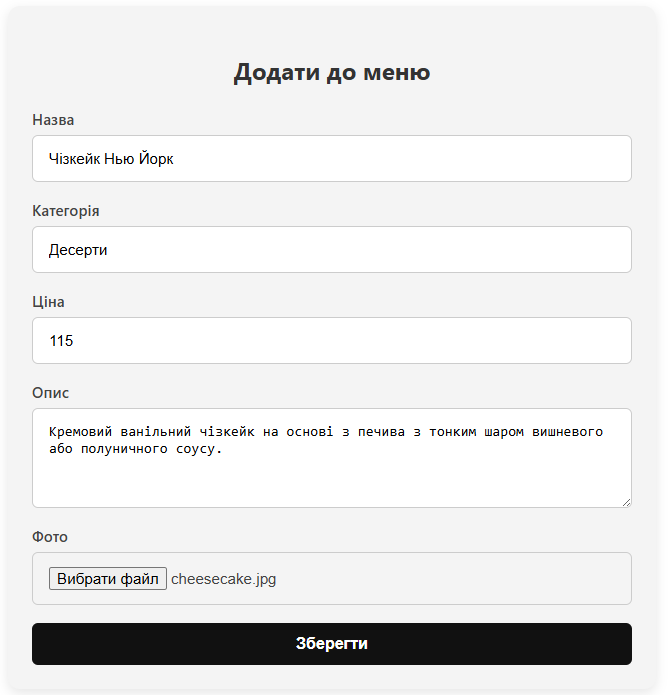 Додати до меню
Назва
Чізкейк Нью Йорк
Категорія
Десерти
Ціна
115
Опис
Кремовий ванільний чізкейк на основі з печива з тонким шаром вишневого
або полуничного соусу.
Фото
Вибрати файл cheesecake.jpg
Зберегти